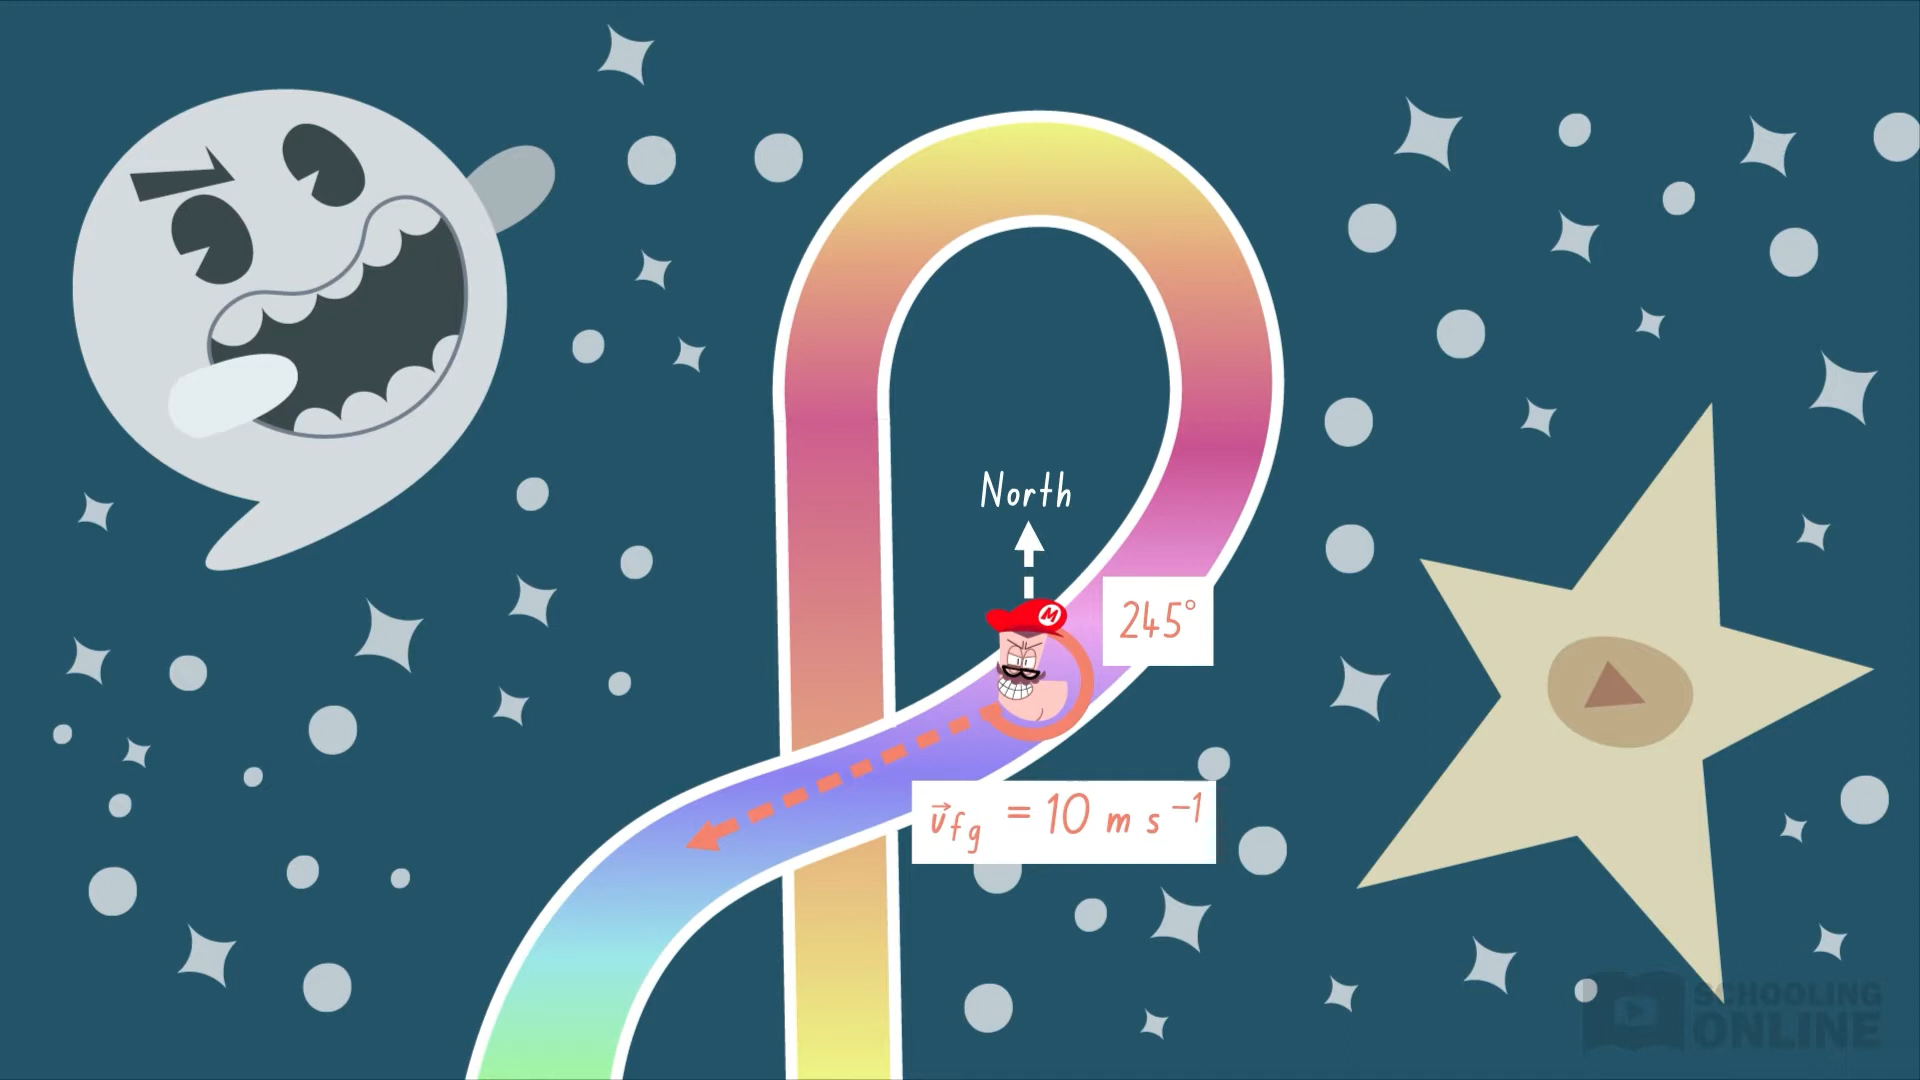 North
M
245°
v⃗fg = 10 m s⁻¹
SCHOOLING
ONLINE